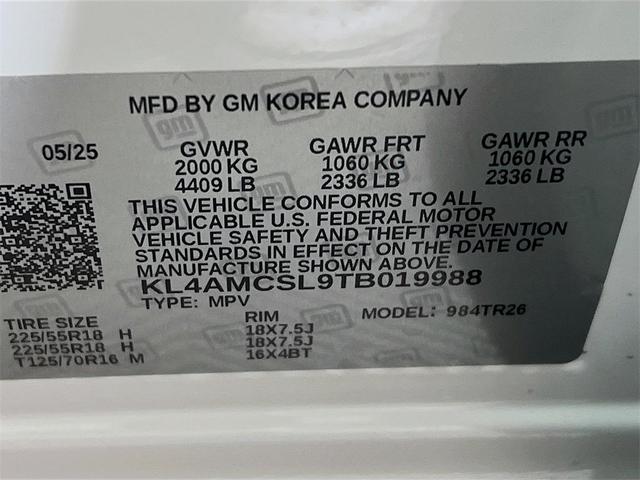 MFD BY GM KOREA COMPANY
05/25
GVWR
2000 KG
4409 LB
GAWR FRT
1060 KG
2336 LB
GAWR RR
1060 KG
2336 LB
THIS VEHICLE CONFORMS TO ALL
APPLICABLE U.S. FEDERAL MOTOR
VEHICLE SAFETY AND THEFT PREVENTION
STANDARDS IN EFFECT ON THE DATE OF
MANUFACTURE SHOWN ABOVE.
KL4AMCSL9TB019988
TYPE: MPV
MODEL: 984TR26
TIRE SIZE
225/55R18 H
225/55R18 H
T125/70R16 M
RIM
18X7.5J
18X7.5J
16X4BT
gm